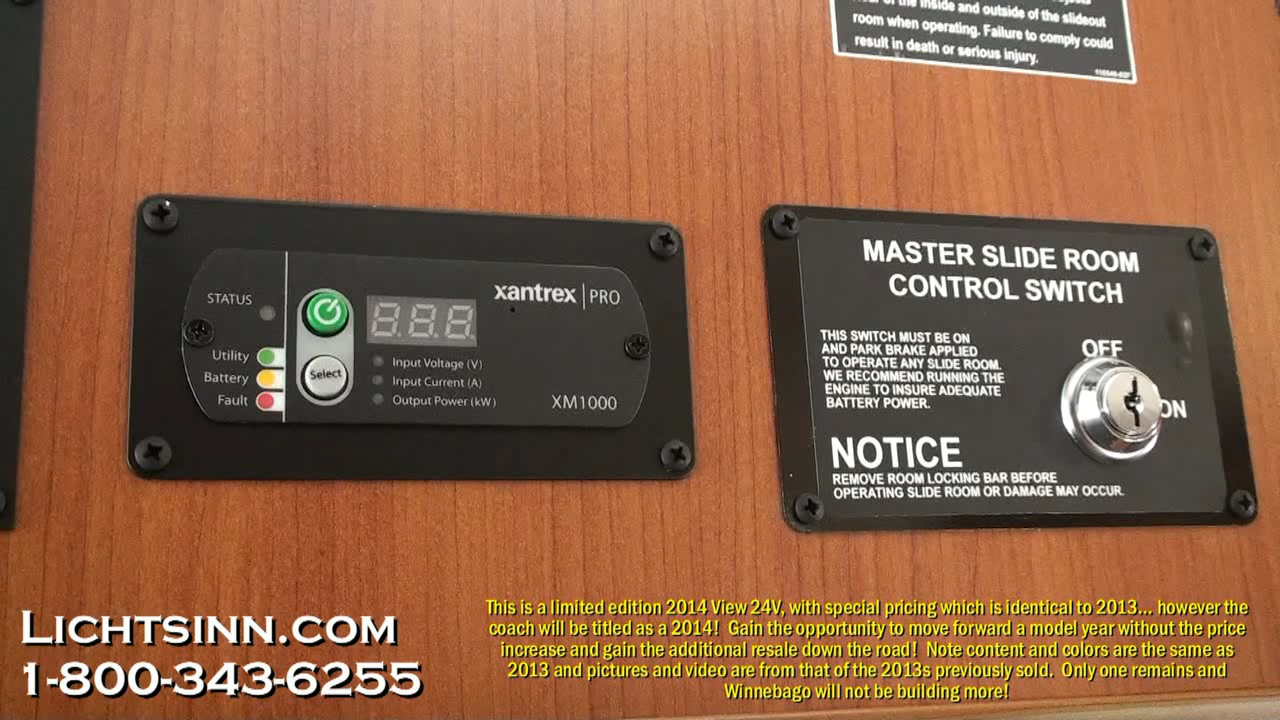 of the inside and outside of the slideout
room when operating. Failure to comply could
result in death or serious injury.
STATUS
Utility
Battery
Fault
Select
xantrex PRO
Input Voltage (V)
Input Current (A)
Output Power (kW)
XM1000
MASTER SLIDE ROOM
CONTROL SWITCH
THIS SWITCH MUST BE ON
AND PARK BRAKE APPLIED
TO OPERATE ANY SLIDE ROOM.
WE RECOMMEND RUNNING THE
ENGINE TO INSURE ADEQUATE
BATTERY POWER.
OFF
ON
NOTICE
REMOVE ROOM LOCKING BAR BEFORE
OPERATING SLIDE ROOM OR DAMAGE MAY OCCUR.
LICHTSINN.COM
1-800-343-6255
This is a limited edition 2014 View 24V, with special pricing which is identical to 2013... however the
coach will be titled as a 2014! Gain the opportunity to move forward a model year without the price
increase and gain the additional resale down the road! Note content and colors are the same as
2013 and pictures and video are from that of the 2013s previously sold. Only one remains and
Winnebago will not be building more!